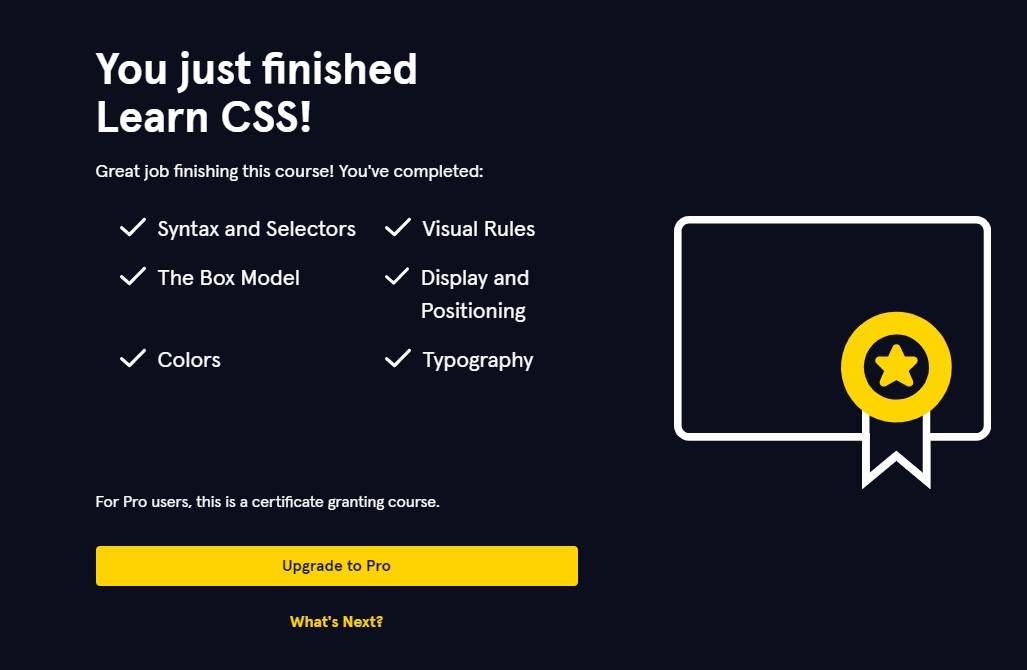 You just finished
Learn CSS!
Great job finishing this course! You've completed:
Syntax and Selectors
Visual Rules
The Box Model
Display and
Positioning
Colors
Typography
For Pro users, this is a certificate granting course.
Upgrade to Pro
What's Next?